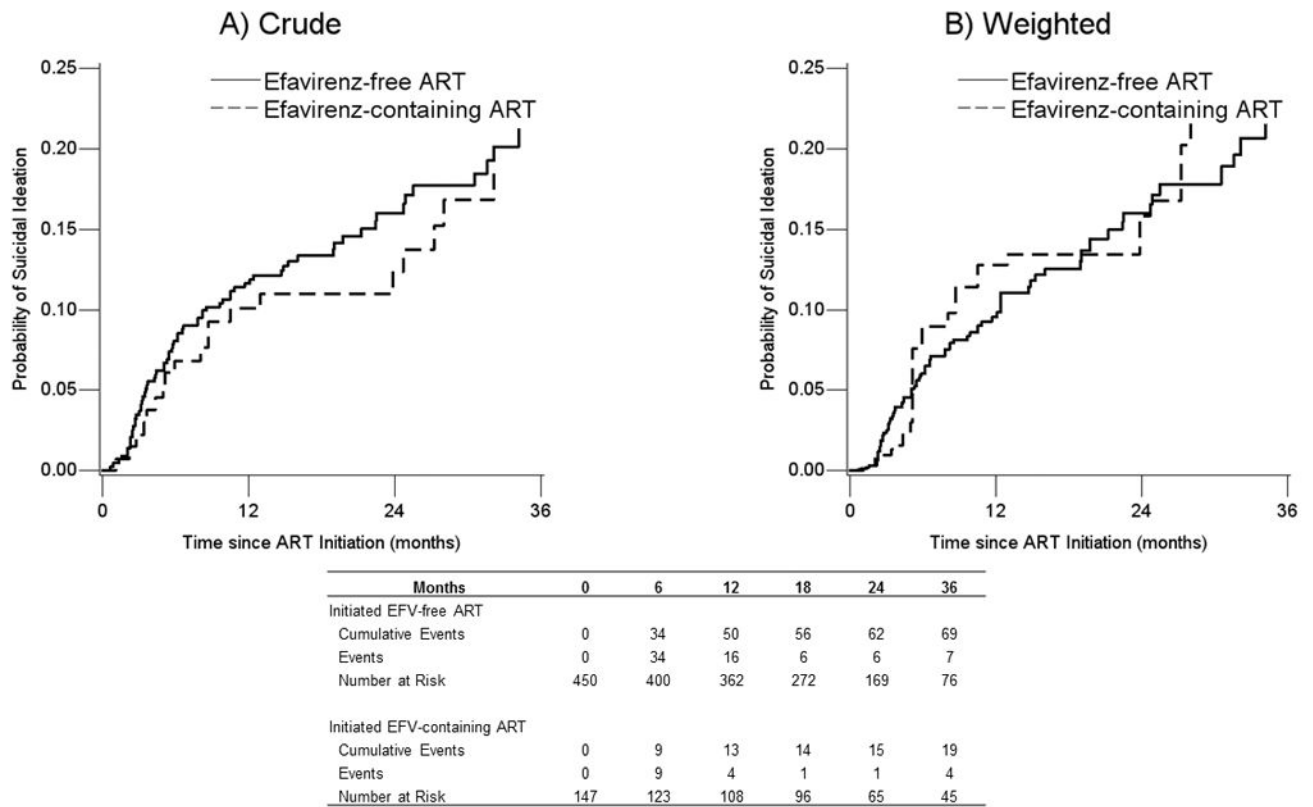 A) Crude
B) Weighted
0.25
Efavirenz-free ART
Efavirenz-containing ART
0.20
0.15
0.10
0.05
0.00
Probability of Suicidal Ideation
0 12 24 36
Time since ART Initiation (months)
0.25
Efavirenz-free ART
Efavirenz-containing ART
0.20
0.15
0.10
0.05
0.00
Probability of Suicidal Ideation
0 12 24 36
Time since ART Initiation (months)
Months 0 6 12 18 24 36
Initiated EFV-free ART
Cumulative Events 0 34 50 56 62 69
Events 0 34 16 6 6 7
Number at Risk 450 400 362 272 169 76
Initiated EFV-containing ART
Cumulative Events 0 9 13 14 15 19
Events 0 9 4 1 1 4
Number at Risk 147 123 108 96 65 45